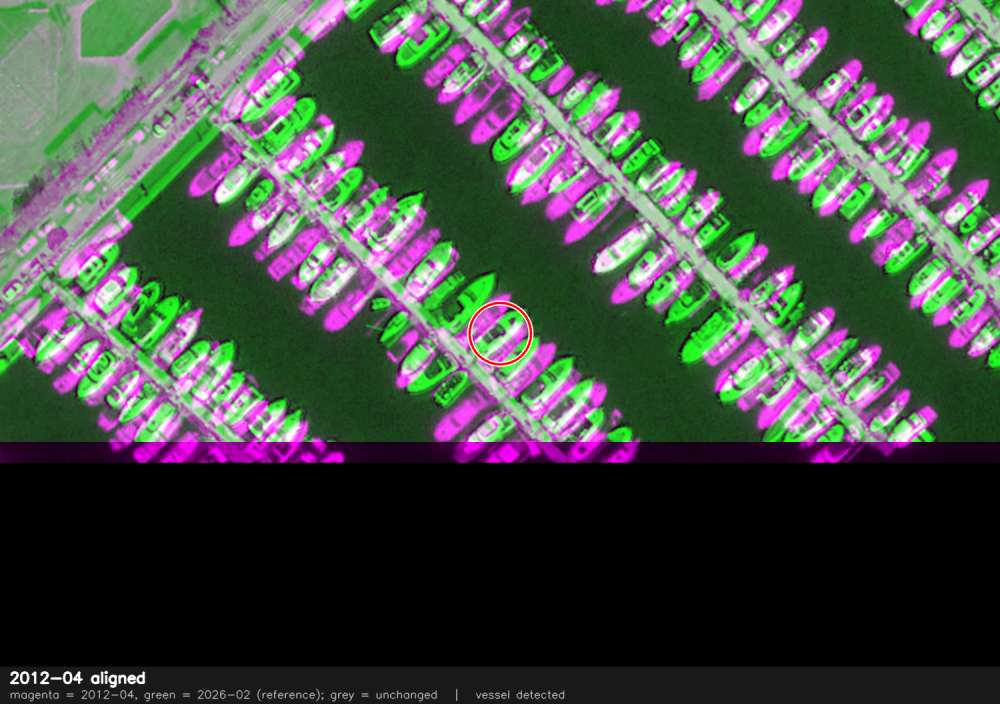 2012-04 aligned
magenta = 2012-04, green = 2026-02 (reference); grey = unchanged | vessel detected